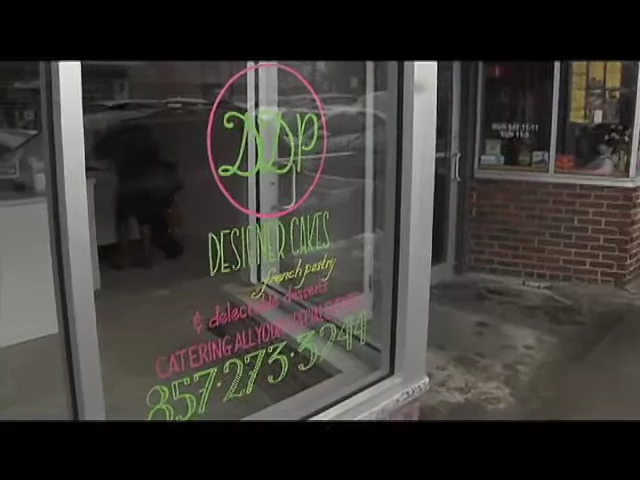 DDP
DESIGNER CAKES
french pastry
& delectable desserts
CATERING ALL YOUR
857·273·3244